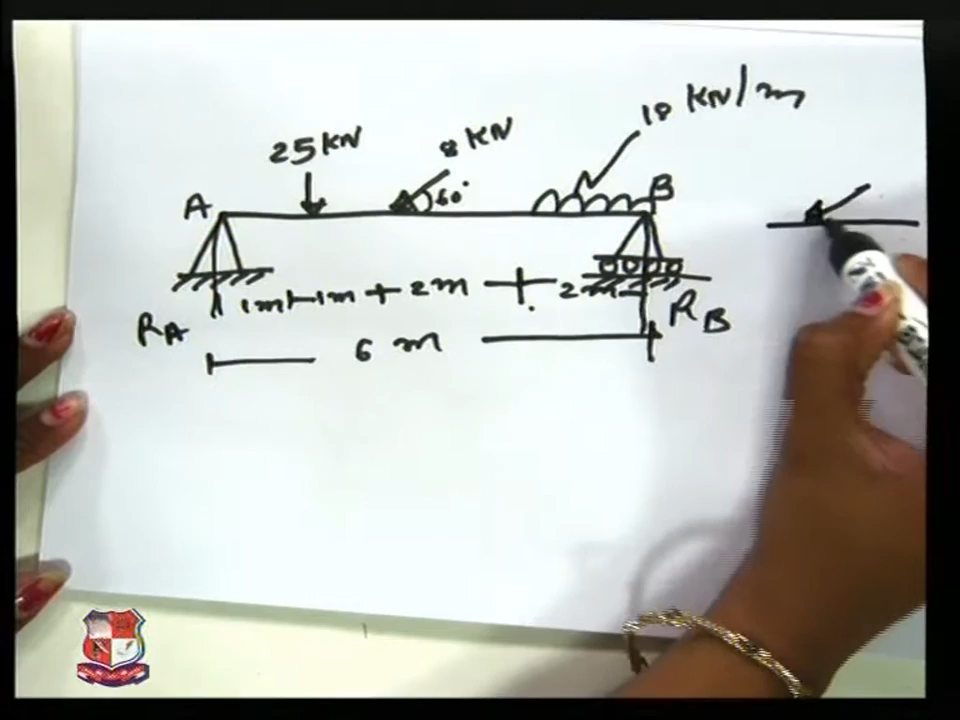 25 KN
8 KN
18 KN/m
A
60°
B
1m 1m 2m 2m
RA
RB
6 m